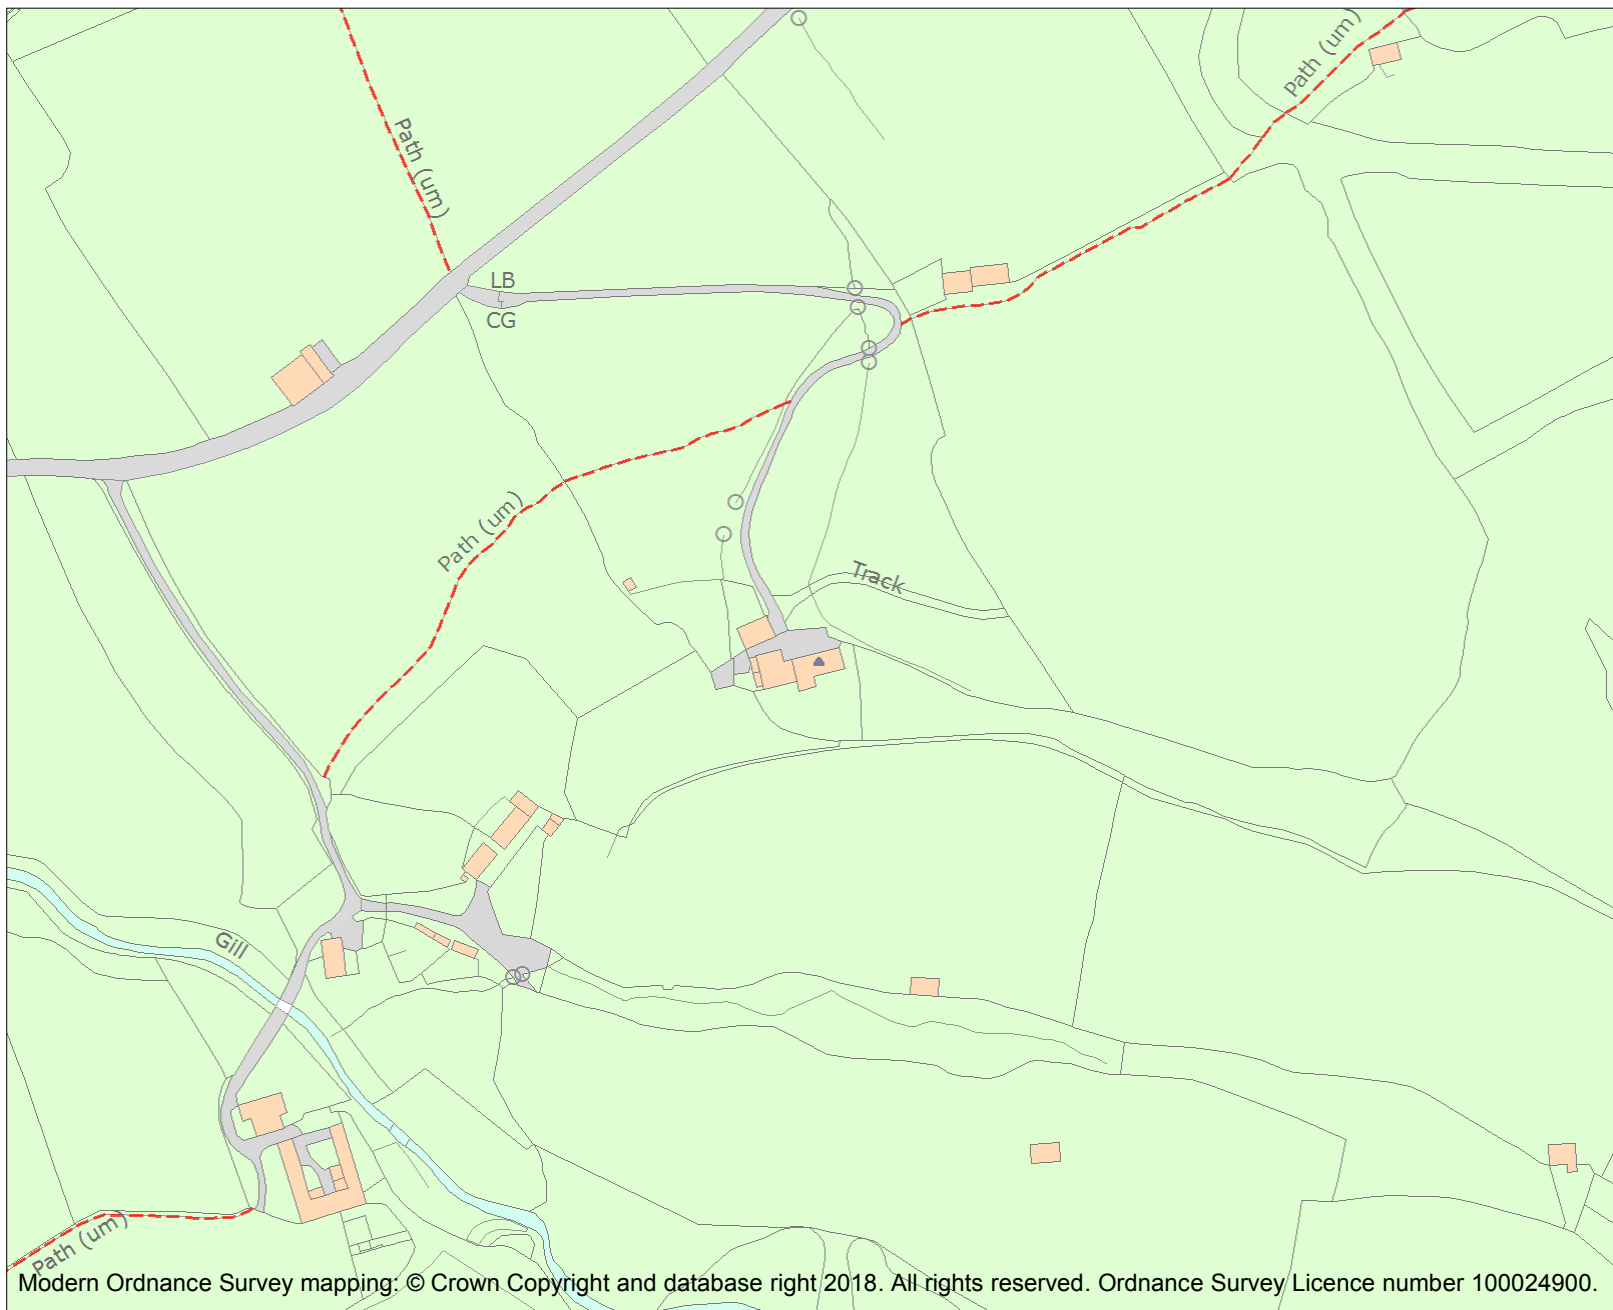 Path (um)
Path (um)
LB
CG
Path (um)
Track
Gill
Path (um)
Modern Ordnance Survey mapping: © Crown Copyright and database right 2018. All rights reserved. Ordnance Survey Licence number 100024900.